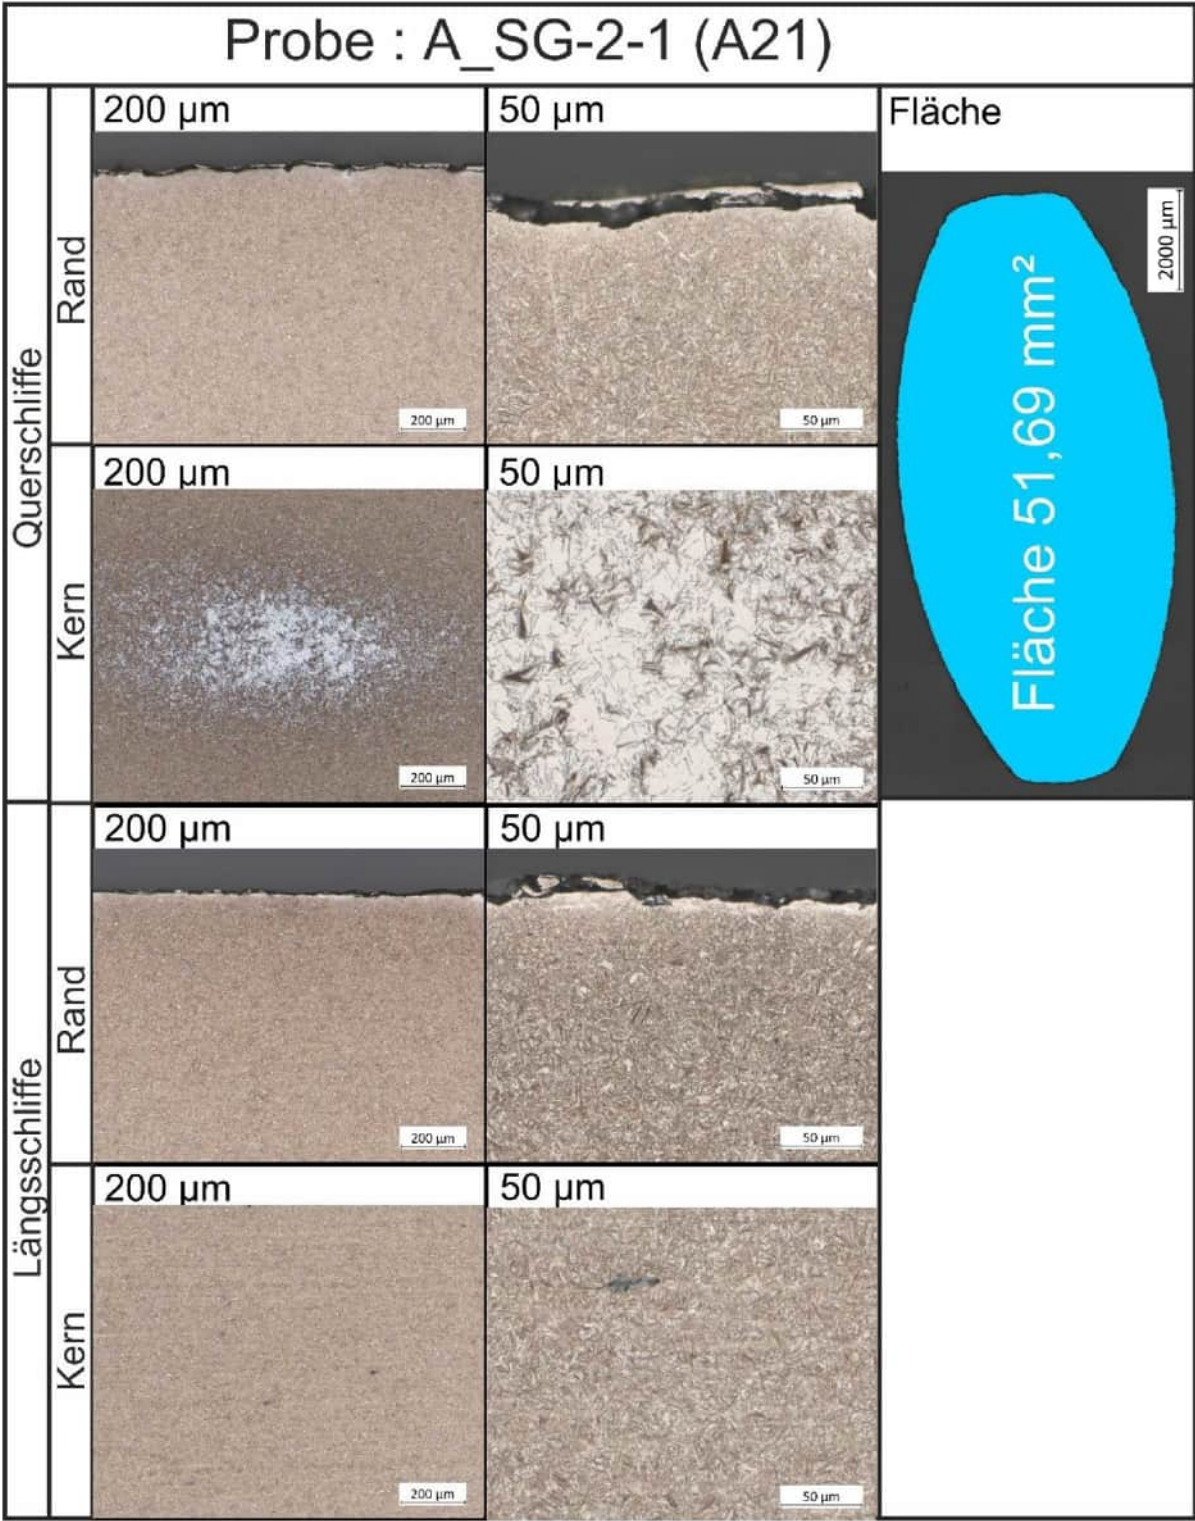 Probe : A_SG-2-1 (A21)
Querschliffe
Rand
200 µm
200 µm
50 µm
50 µm
Fläche
2000 µm
Fläche 51,69 mm²
Kern
200 µm
200 µm
50 µm
50 µm
Längsschliffe
Rand
200 µm
200 µm
50 µm
50 µm
Kern
200 µm
200 µm
50 µm
50 µm